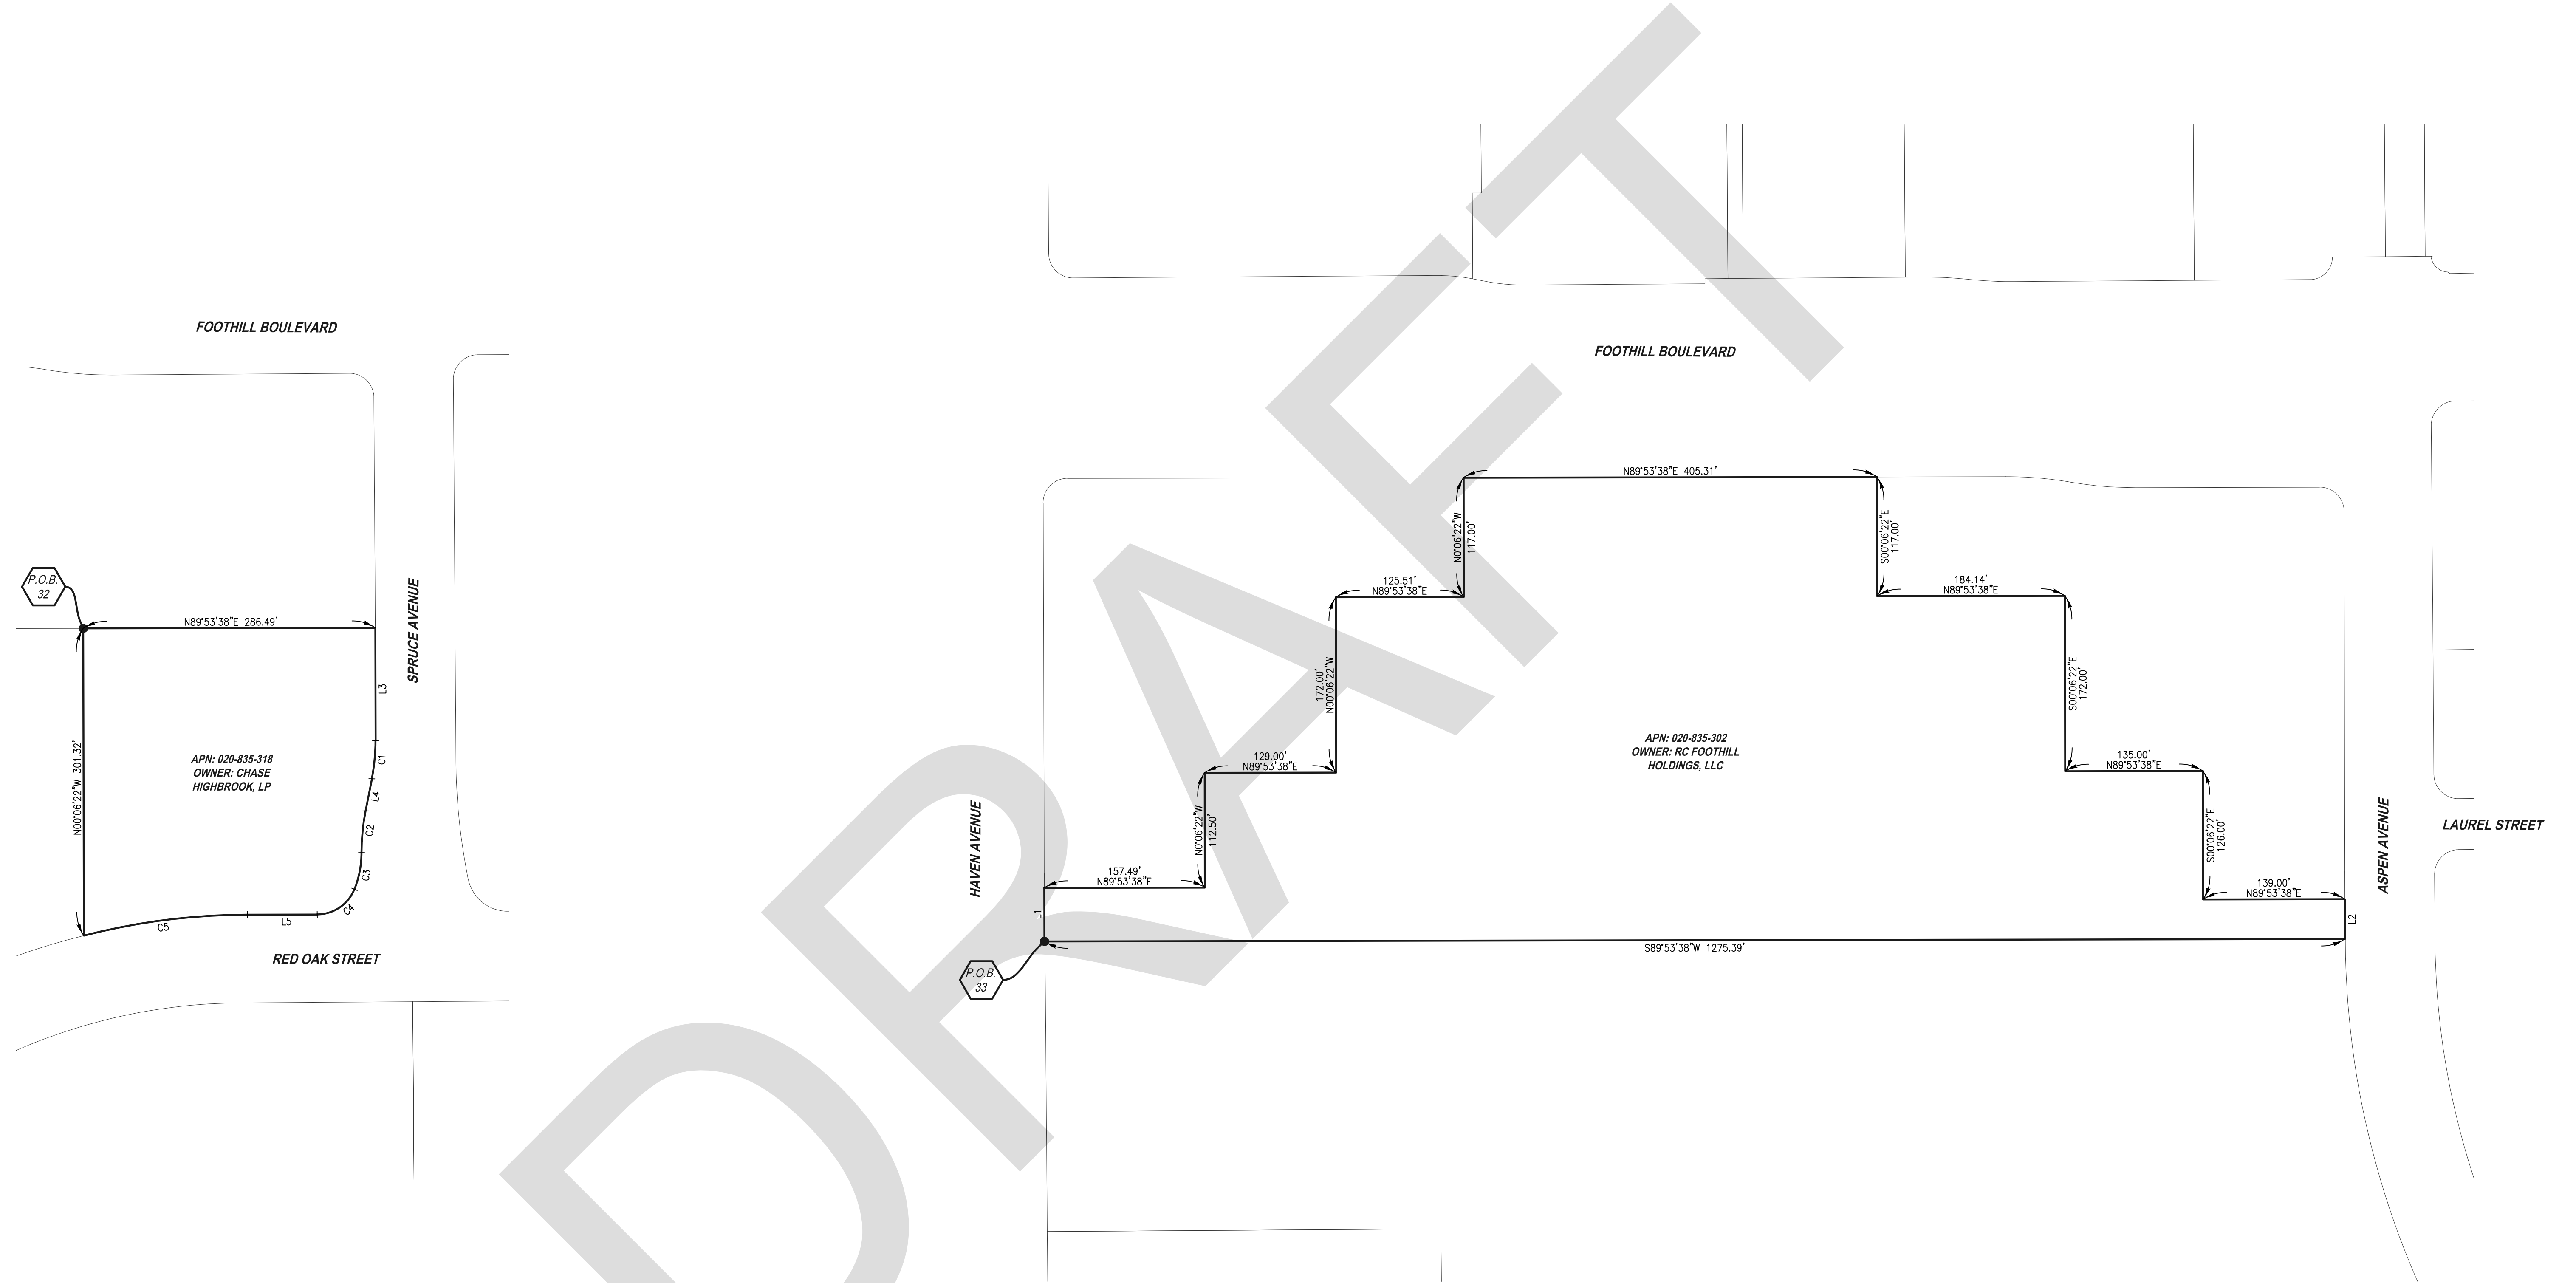 FOOTHILL BOULEVARD
P.O.B.
32
N89°53'38"E 286.49'
N00°06'22"W 301.32'
APN: 020-835-318
OWNER: CHASE
HIGHBROOK, LP
SPRUCE AVENUE
L3
C1
L4
C2
C3
C4
L5
C5
RED OAK STREET
FOOTHILL BOULEVARD
N89°53'38"E 405.31'
N0°06'22"W
117.00'
S00°06'22"E
117.00'
125.51'
N89°53'38"E
184.14'
N89°53'38"E
172.00'
N00°06'22"W
S00°06'22"E
172.00'
APN: 020-835-302
OWNER: RC FOOTHILL
HOLDINGS, LLC
129.00'
N89°53'38"E
135.00'
N89°53'38"E
N0°06'22"W
112.50'
S00°06'22"E
126.00'
HAVEN AVENUE
ASPEN AVENUE
LAUREL STREET
157.49'
N89°53'38"E
139.00'
N89°53'38"E
L1
L2
S89°53'38"W 1275.39'
P.O.B.
33
DRAFT